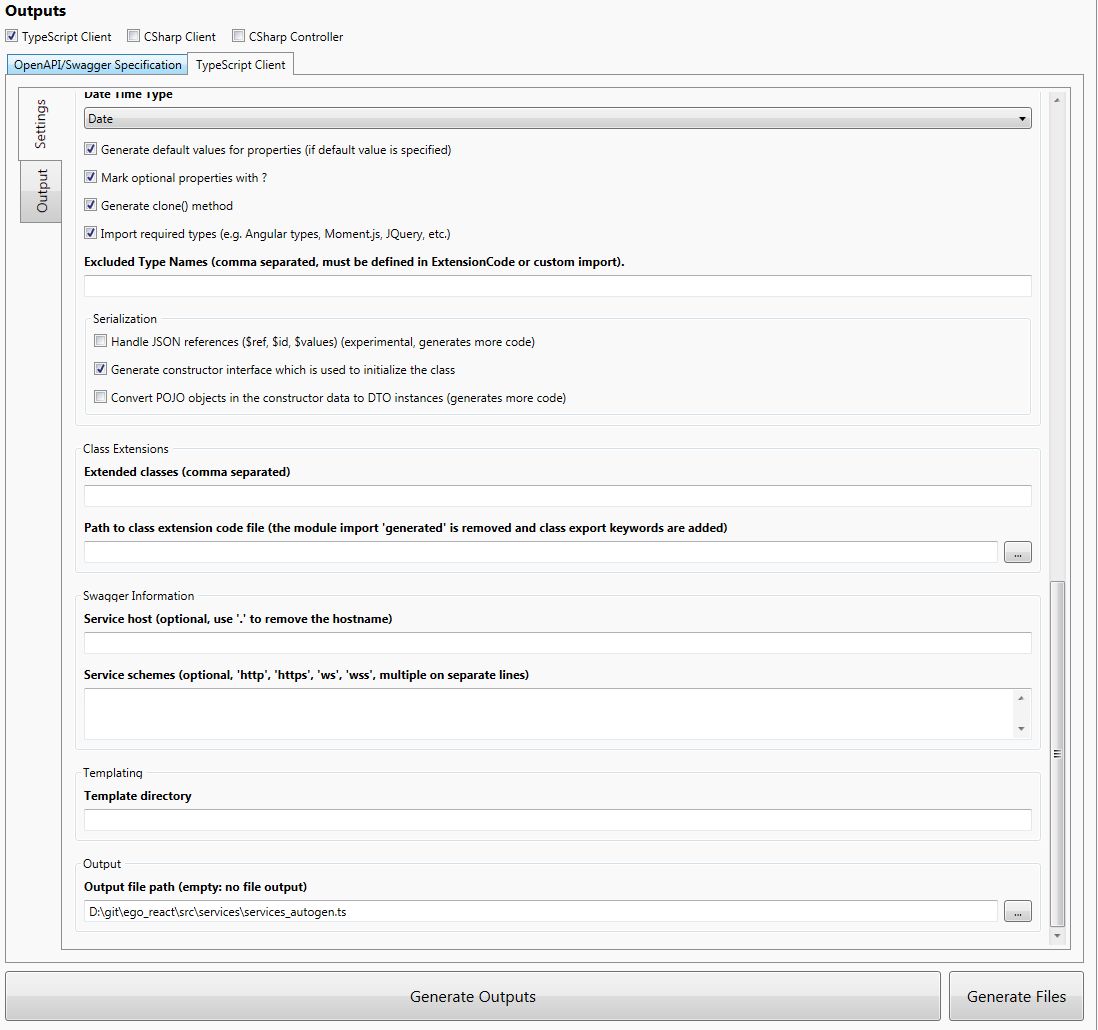 Outputs
TypeScript Client CSharp Client CSharp Controller
OpenAPI/Swagger Specification TypeScript Client
Settings
Output
Date Time Type
Date
Generate default values for properties (if default value is specified)
Mark optional properties with ?
Generate clone() method
Import required types (e.g. Angular types, Moment.js, JQuery, etc.)
Excluded Type Names (comma separated, must be defined in ExtensionCode or custom import).
Serialization
Handle JSON references ($ref, $id, $values) (experimental, generates more code)
Generate constructor interface which is used to initialize the class
Convert POJO objects in the constructor data to DTO instances (generates more code)
Class Extensions
Extended classes (comma separated)
Path to class extension code file (the module import 'generated' is removed and class export keywords are added)
...
Swagger Information
Service host (optional, use '.' to remove the hostname)
Service schemes (optional, 'http', 'https', 'ws', 'wss', multiple on separate lines)
Templating
Template directory
Output
Output file path (empty: no file output)
D:\git\ego_react\src\services\services_autogen.ts
...
Generate Outputs Generate Files